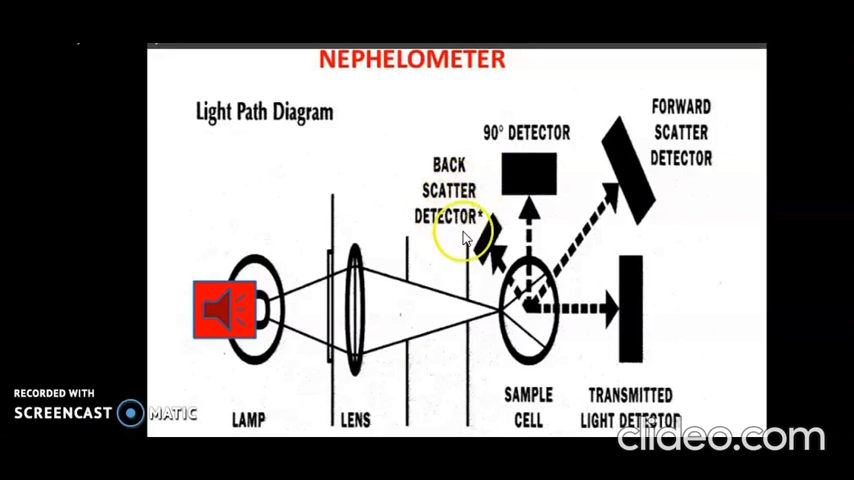 NEPHELOMETER
Light Path Diagram
FORWARD
SCATTER
DETECTOR
90° DETECTOR
BACK
SCATTER
DETECTOR*
RECORDED WITH
SCREENCAST MATIC
LAMP
LENS
SAMPLE
CELL
TRANSMITTED
LIGHT DETECTOR
clideo.com